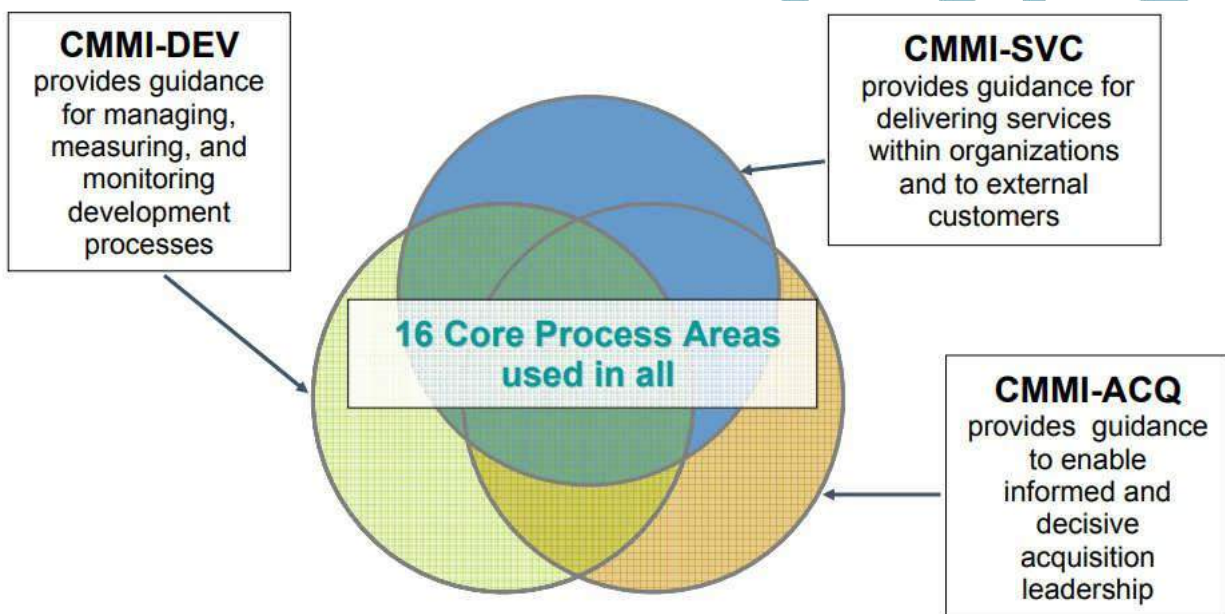 CMMI-DEV
provides guidance
for managing,
measuring, and
monitoring
development
processes
CMMI-SVC
provides guidance for
delivering services
within organizations
and to external
customers
16 Core Process Areas
used in all
CMMI-ACQ
provides guidance
to enable
informed and
decisive
acquisition
leadership